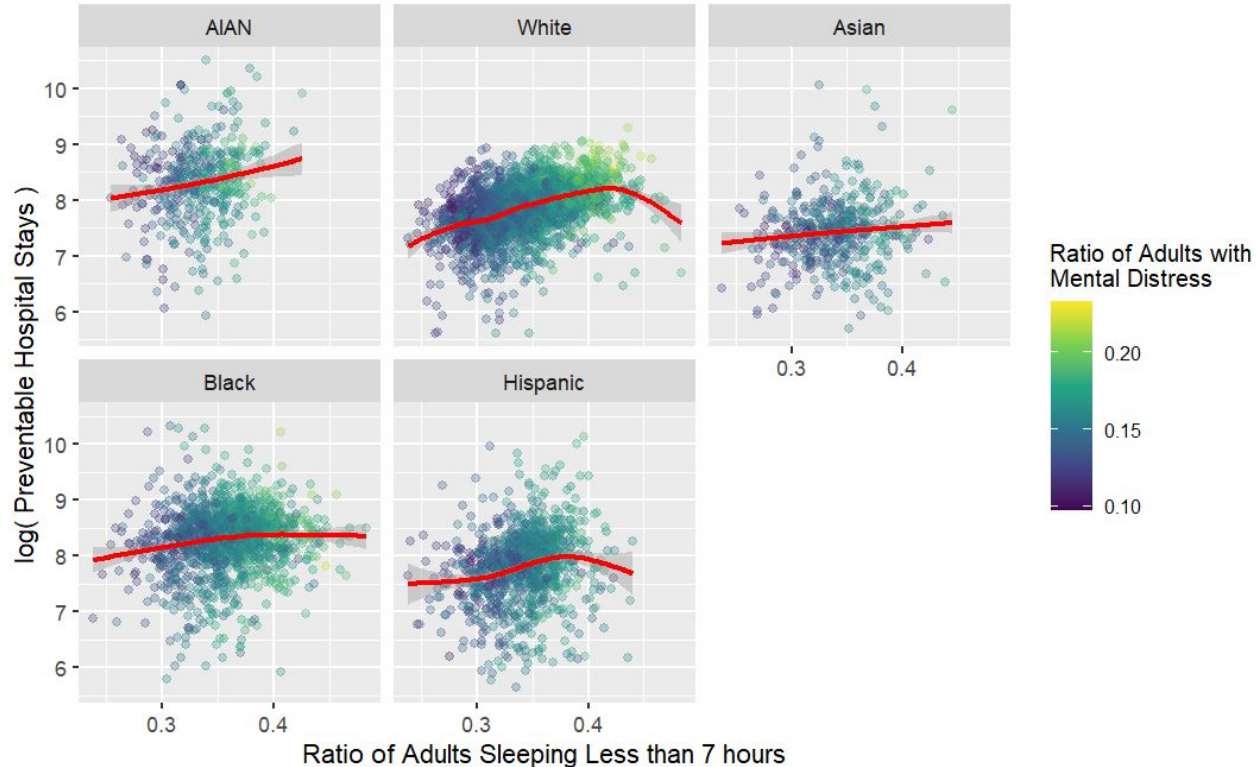 AIAN
White
Asian
10
9
8
7
6
0.3
0.4
Black
Hispanic
10
9
8
7
6
0.3
0.4
0.3
0.4
log( Preventable Hospital Stays )
Ratio of Adults Sleeping Less than 7 hours
Ratio of Adults with
Mental Distress
0.20
0.15
0.10